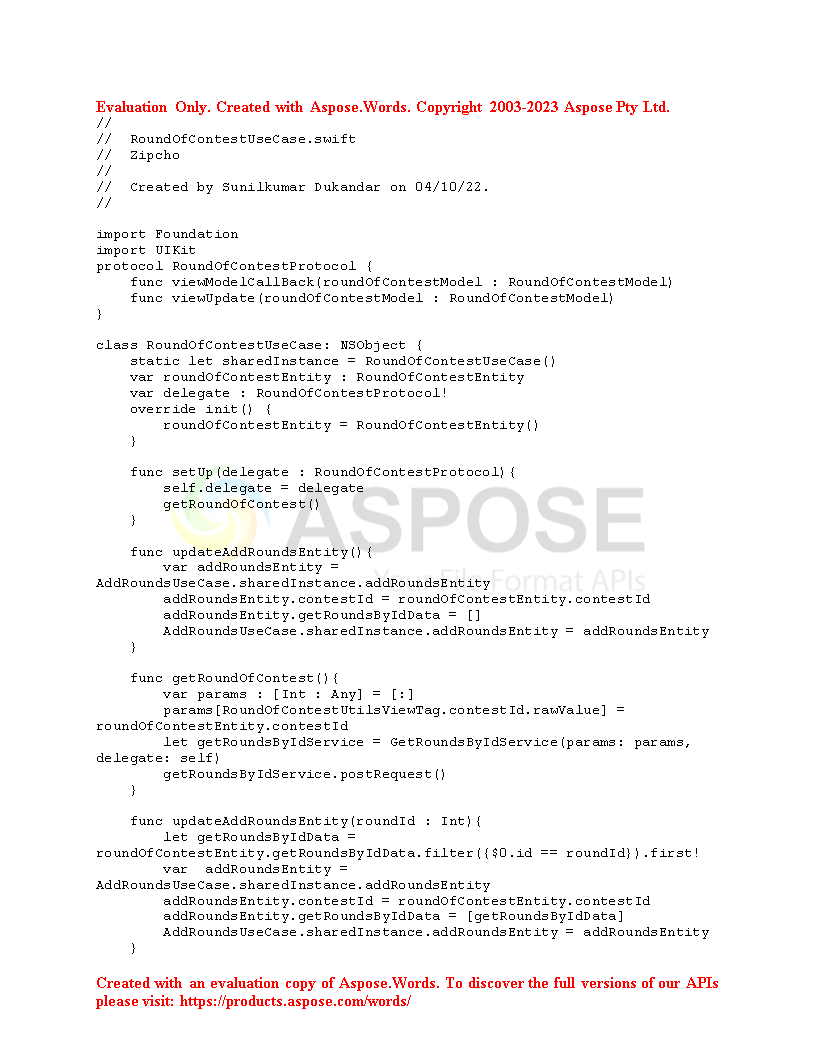 Evaluation Only. Created with Aspose.Words. Copyright 2003-2023 Aspose Pty Ltd.
//
//  RoundOfContestUseCase.swift
//  Zipcho
//
//  Created by Sunilkumar Dukandar on 04/10/22.
//

import Foundation
import UIKit
protocol RoundOfContestProtocol {
    func viewModelCallBack(roundOfContestModel : RoundOfContestModel)
    func viewUpdate(roundOfContestModel : RoundOfContestModel)
}

class RoundOfContestUseCase: NSObject {
    static let sharedInstance = RoundOfContestUseCase()
    var roundOfContestEntity : RoundOfContestEntity
    var delegate : RoundOfContestProtocol!
    override init() {
        roundOfContestEntity = RoundOfContestEntity()
    }

    func setUp(delegate : RoundOfContestProtocol){
        self.delegate = delegate
        getRoundOfContest()
    }

    func updateAddRoundsEntity(){
        var addRoundsEntity =
AddRoundsUseCase.sharedInstance.addRoundsEntity
        addRoundsEntity.contestId = roundOfContestEntity.contestId
        addRoundsEntity.getRoundsByIdData = []
        AddRoundsUseCase.sharedInstance.addRoundsEntity = addRoundsEntity
    }

    func getRoundOfContest(){
        var params : [Int : Any] = [:]
        params[RoundOfContestUtilsViewTag.contestId.rawValue] =
roundOfContestEntity.contestId
        let getRoundsByIdService = GetRoundsByIdService(params: params,
delegate: self)
        getRoundsByIdService.postRequest()
    }

    func updateAddRoundsEntity(roundId : Int){
        let getRoundsByIdData =
roundOfContestEntity.getRoundsByIdData.filter({$0.id == roundId}).first!
        var  addRoundsEntity =
AddRoundsUseCase.sharedInstance.addRoundsEntity
        addRoundsEntity.contestId = roundOfContestEntity.contestId
        addRoundsEntity.getRoundsByIdData = [getRoundsByIdData]
        AddRoundsUseCase.sharedInstance.addRoundsEntity = addRoundsEntity
    }

ASPOSE
Your File Format APIs
Created with an evaluation copy of Aspose.Words. To discover the full versions of our APIs
please visit: https://products.aspose.com/words/